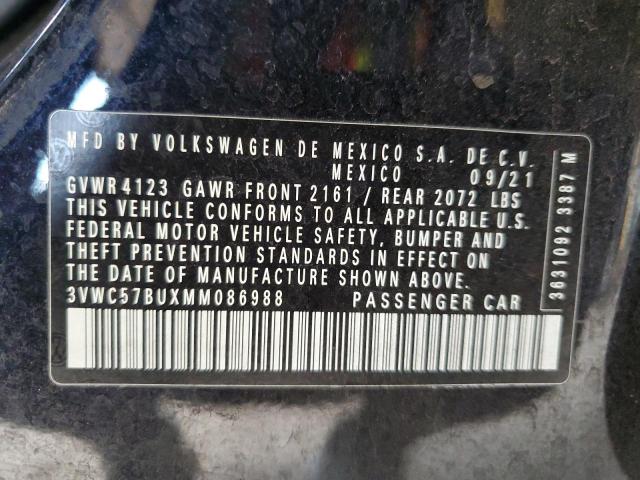 MFD BY VOLKSWAGEN DE MEXICO S.A. DE C.V.
MEXICO 09/21
GVWR 4123 GAWR FRONT 2161 / REAR 2072 LBS
THIS VEHICLE CONFORMS TO ALL APPLICABLE U.S.
FEDERAL MOTOR VEHICLE SAFETY, BUMPER AND
THEFT PREVENTION STANDARDS IN EFFECT ON
THE DATE OF MANUFACTURE SHOWN ABOVE.
3VWC57BUXMM086988 PASSENGER CAR
3631092 3387 M